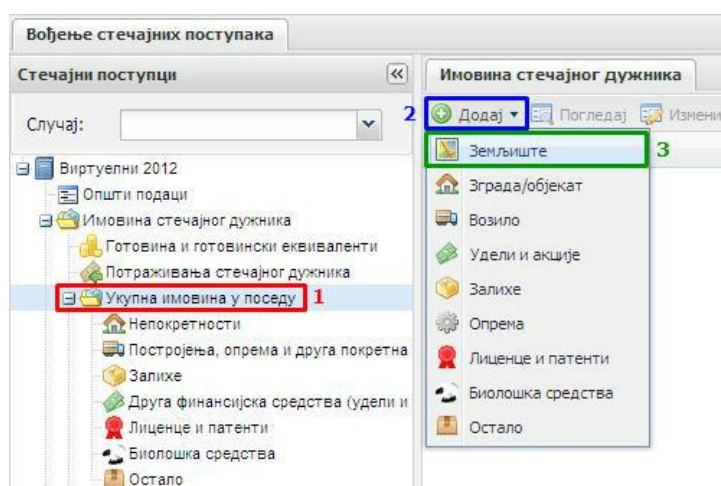 Вођење стечајних поступака
Стечајни поступци
Случај:
Виртуелни 2012
Општи подаци
Имовина стечајног дужника
Готовина и готовински еквиваленти
Потраживања стечајног дужника
Укупна имовина у поседу 1
Непокретности
Постројења, опрема и друга покретна
Залихе
Друга финансијска средства (удели и
Лиценце и патенти
Биолошка средства
Остало
Имовина стечајног дужника
2 Додај Погледај Измени
Земљиште 3
Зграда/објекат
Возило
Удели и акције
Залихе
Опрема
Лиценце и патенти
Биолошка средства
Остало